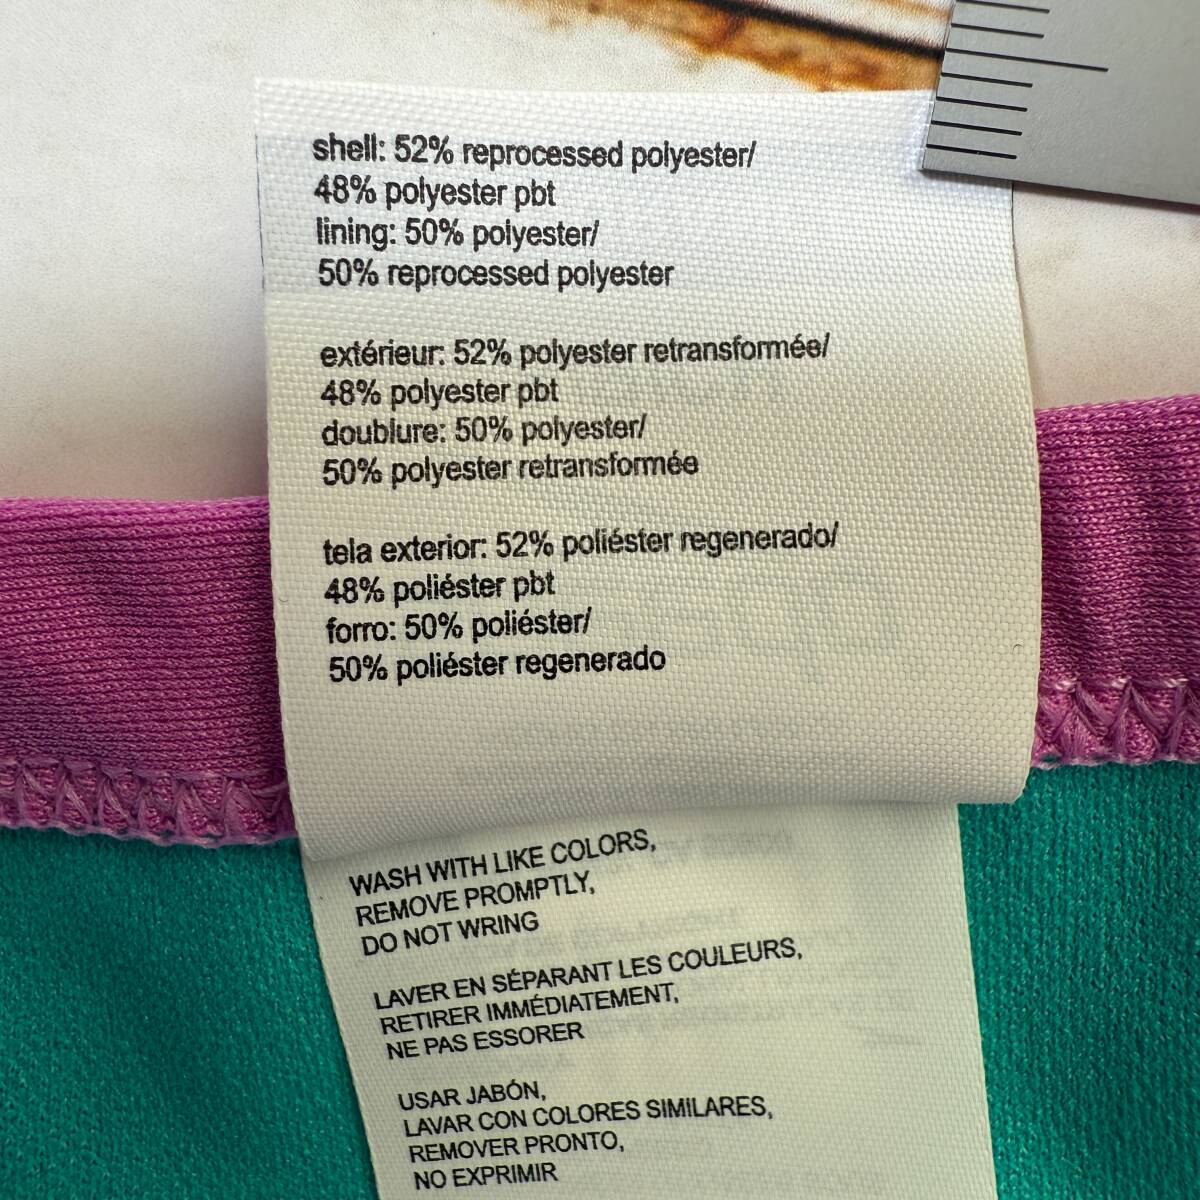 shell: 52% reprocessed polyester/
48% polyester pbt
lining: 50% polyester/
50% reprocessed polyester
extérieur: 52% polyester retransformée/
48% polyester pbt
doublure: 50% polyester/
50% polyester retransformée
tela exterior: 52% poliéster regenerado/
48% poliéster pbt
forro: 50% poliéster/
50% poliéster regenerado
WASH WITH LIKE COLORS,
REMOVE PROMPTLY,
DO NOT WRING
LAVER EN SÉPARANT LES COULEURS,
RETIRER IMMÉDIATEMENT,
NE PAS ESSORER
USAR JABÓN,
LAVAR CON COLORES SIMILARES,
REMOVER PRONTO,
NO EXPRIMIR